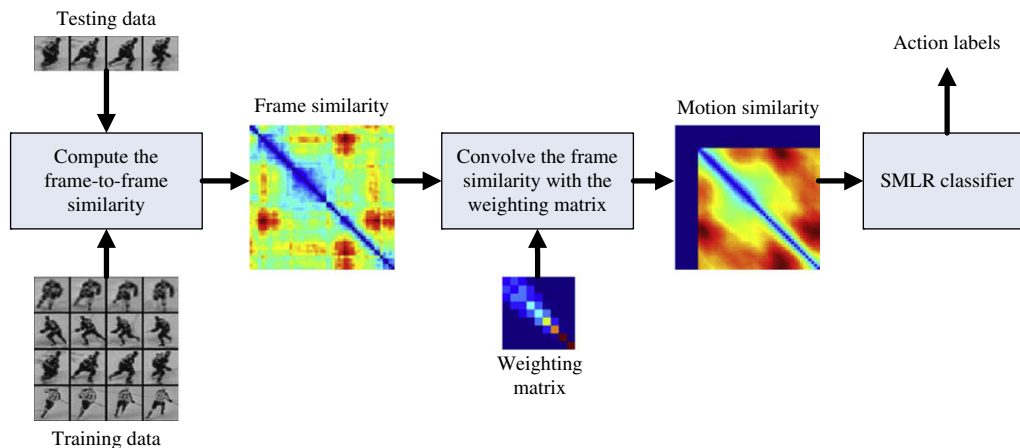 Testing data
Action labels
Frame similarity
Motion similarity
Compute the
frame-to-frame
similarity
Convolve the frame
similarity with the
weighting matrix
SMLR classifier
Weighting
matrix
Training data